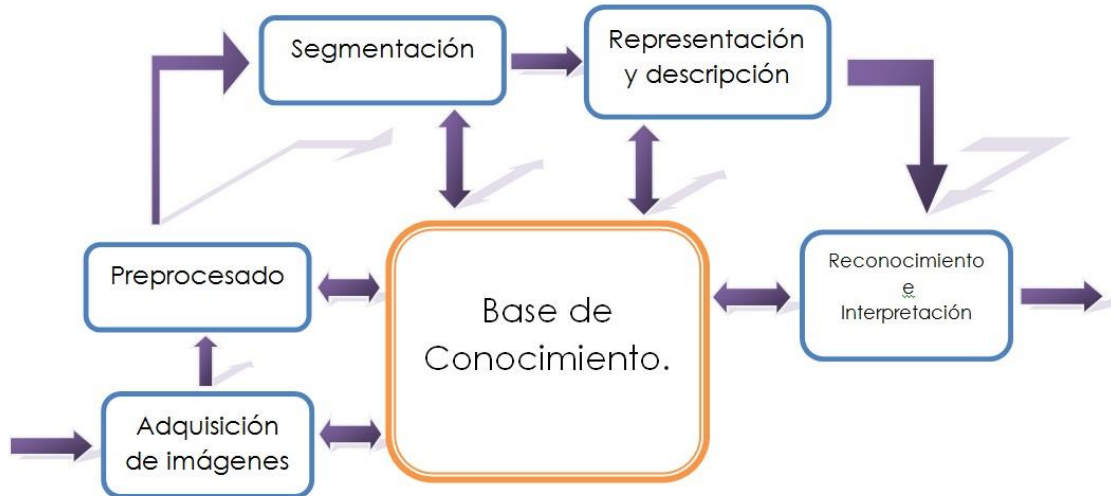 Segmentación
Representación
y descripción
Preprocesado
Base de
Conocimiento.
Reconocimiento
e
Interpretación
Adquisición
de imágenes